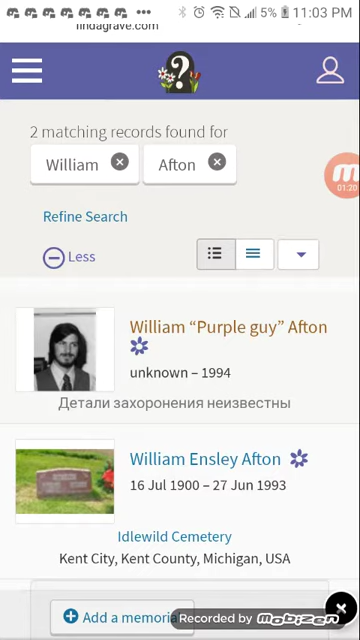 5% 11:03 PM
findagrave.com
?
2 matching records found for
William
Afton
01:20
Refine Search
Less
William “Purple guy” Afton
unknown – 1994
Детали захоронения неизвестны
William Ensley Afton
16 Jul 1900 – 27 Jun 1993
Idlewild Cemetery
Kent City, Kent County, Michigan, USA
Add a memoria
Recorded by MOBIZEN